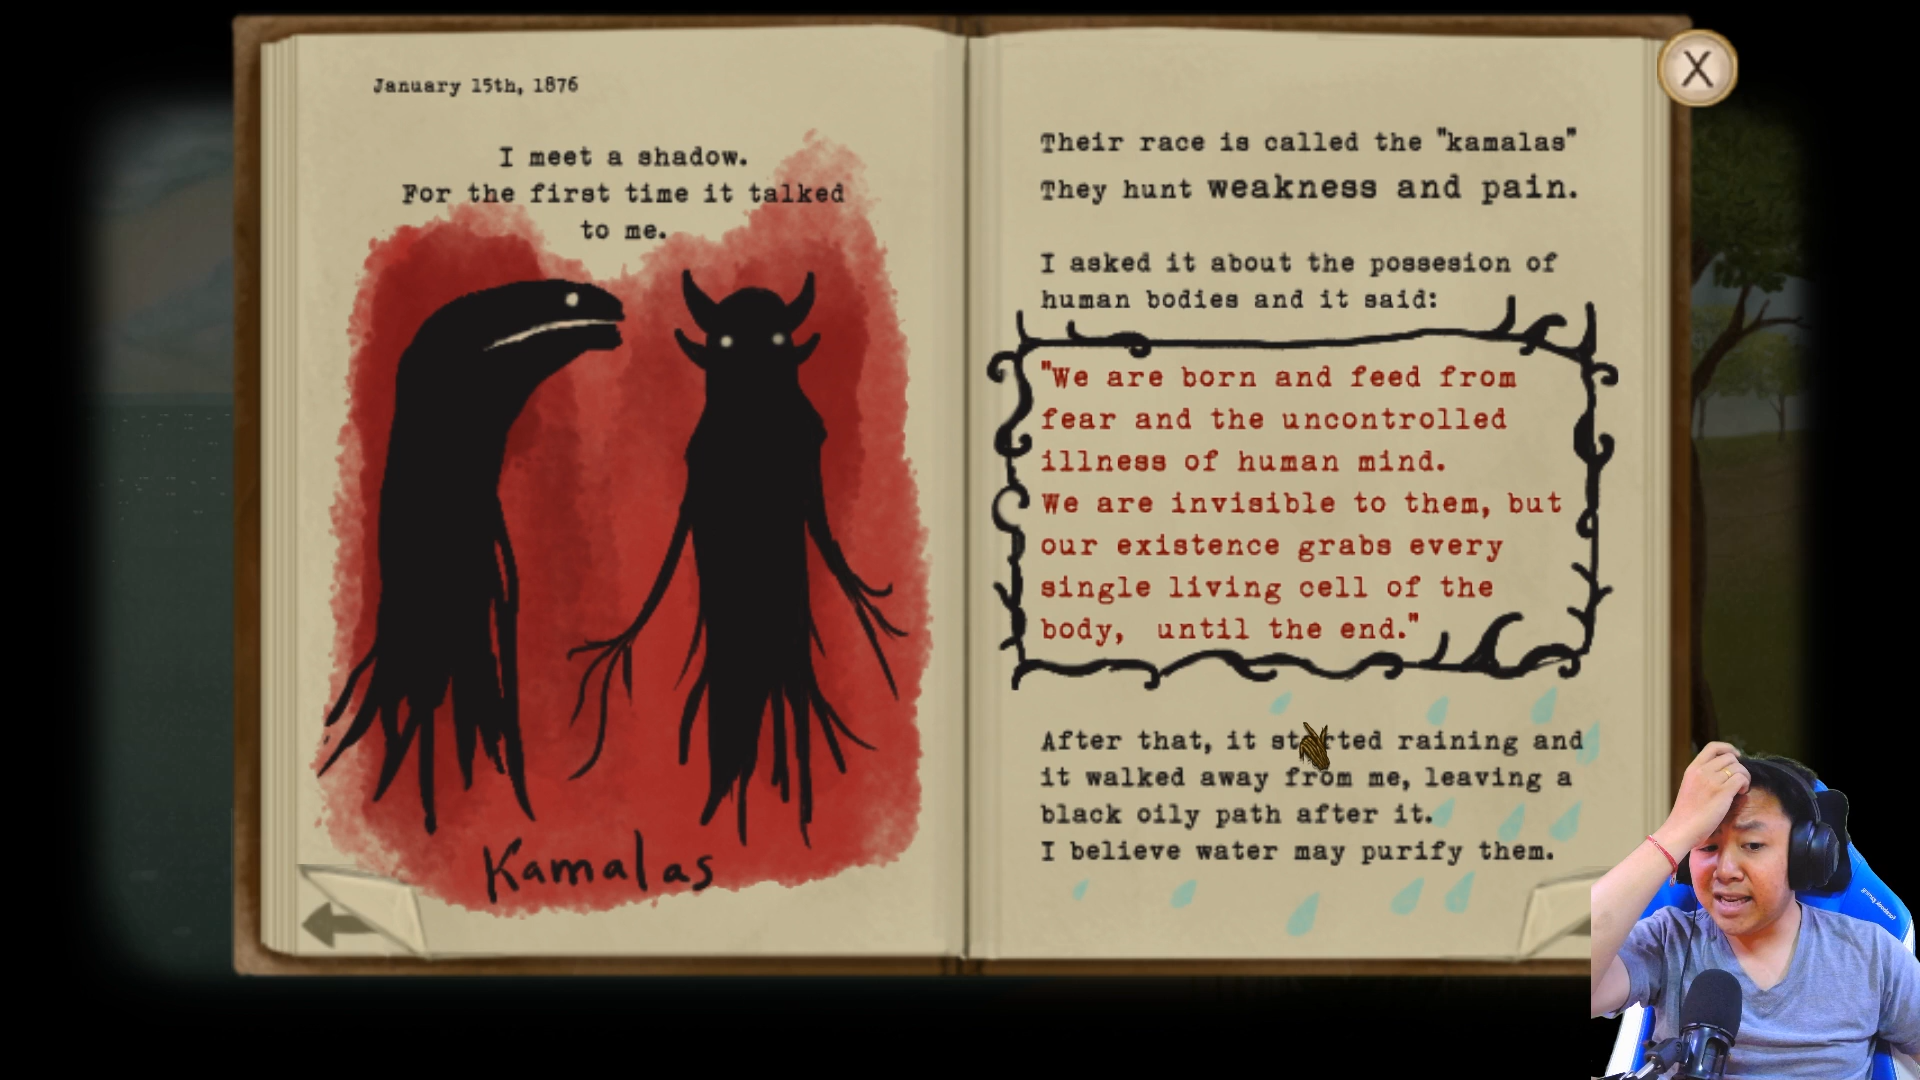 January 15th, 1876
I meet a shadow.
For the first time it talked
to me.
Kamalas
Their race is called the "kamalas"
They hunt weakness and pain.
I asked it about the possesion of
human bodies and it said:
"We are born and feed from
fear and the uncontrolled
illness of human mind.
We are invisible to them, but
our existence grabs every
single living cell of the
body, until the end."
After that, it started raining and
it walked away from me, leaving a
black oily path after it.
I believe water may purify them.
X